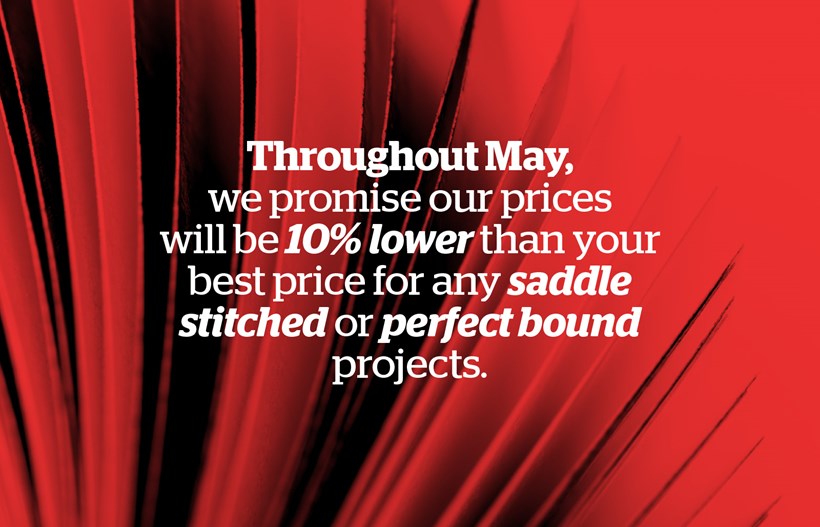 Throughout May,
we promise our prices
will be 10% lower than your
best price for any saddle
stitched or perfect bound
projects.